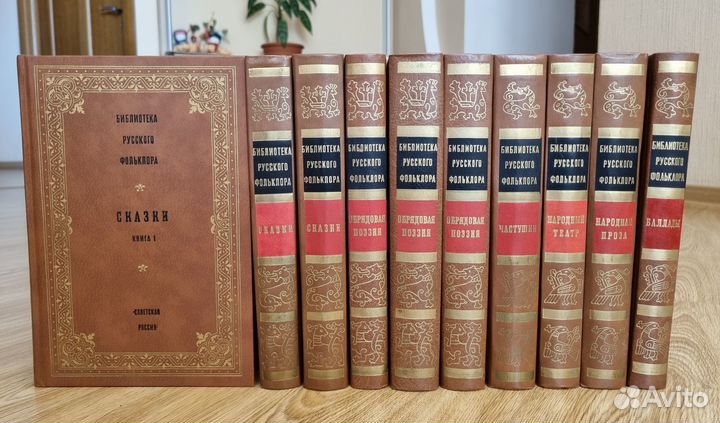 БИБЛИОТЕКА
РУССКОГО
ФОЛЬКЛОРА
СКАЗКИ
КНИГА 1
•СОВЕТСКАЯ
РОССИЯ•
БИБЛИОТЕКА
РУССКОГО
ФОЛЬКЛОРА
СКАЗКИ
БИБЛИОТЕКА
РУССКОГО
ФОЛЬКЛОРА
СКАЗКИ
БИБЛИОТЕКА
РУССКОГО
ФОЛЬКЛОРА
ОБРЯДОВАЯ
ПОЭЗИЯ
БИБЛИОТЕКА
РУССКОГО
ФОЛЬКЛОРА
ОБРЯДОВАЯ
ПОЭЗИЯ
БИБЛИОТЕКА
РУССКОГО
ФОЛЬКЛОРА
ОБРЯДОВАЯ
ПОЭЗИЯ
БИБЛИОТЕКА
РУССКОГО
ФОЛЬКЛОРА
ЧАСТУШКИ
БИБЛИОТЕКА
РУССКОГО
ФОЛЬКЛОРА
НАРОДНЫЙ
ТЕАТР
БИБЛИОТЕКА
РУССКОГО
ФОЛЬКЛОРА
НАРОДНАЯ
ПРОЗА
БИБЛИОТЕКА
РУССКОГО
ФОЛЬКЛОРА
БАЛЛАДЫ
Avito